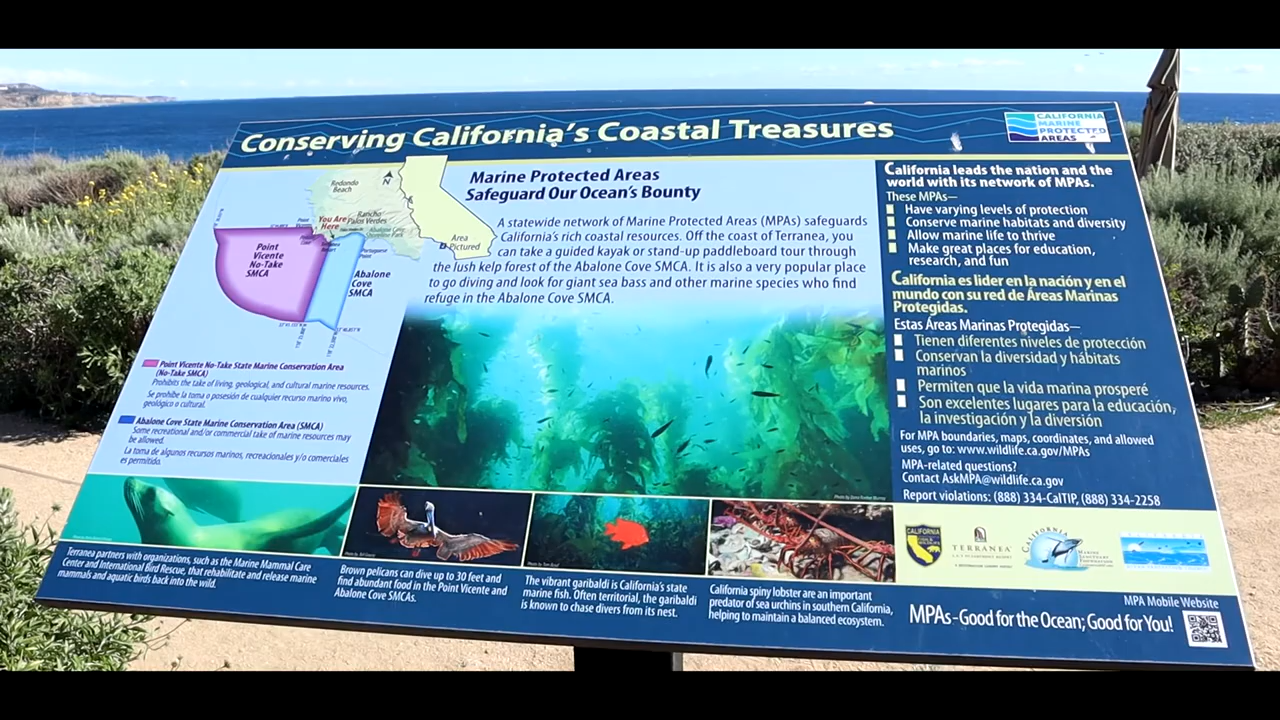 Conserving California's Coastal Treasures
CALIFORNIA
MARINE
PROTECTED
AREAS
Redondo
Beach
N
You Are
Here
Rancho
Palos Verdes
Area
Pictured
Point
Vicente
No-Take
SMCA
Abalone
Cove
SMCA
Point Vicente No-Take State Marine Conservation Area
(No-Take SMCA)
Prohibits the take of living, geological, and cultural marine resources.
Se prohíbe la toma o posesión de cualquier recurso marino vivo,
geológico o cultural.
Abalone Cove State Marine Conservation Area (SMCA)
Some recreational and/or commercial take of marine resources may
be allowed.
La toma de algunos recursos marinos, recreacionales y/o comerciales
es permitido.
Marine Protected Areas
Safeguard Our Ocean's Bounty
A statewide network of Marine Protected Areas (MPAs) safeguards
California's rich coastal resources. Off the coast of Terranea, you
can take a guided kayak or stand-up paddleboard tour through
the lush kelp forest of the Abalone Cove SMCA. It is also a very popular place
to go diving and look for giant sea bass and other marine species who find
refuge in the Abalone Cove SMCA.
California leads the nation and the
world with its network of MPAs.
These MPAs—
Have varying levels of protection
Conserve marine habitats and diversity
Allow marine life to thrive
Make great places for education,
research, and fun
California es lider en la nación y en el
mundo con su red de Áreas Marinas
Protegidas.
Estas Áreas Marinas Protegidas—
Tienen diferentes niveles de protección
Conservan la diversidad y hábitats
marinos
Permiten que la vida marina prosperé
Son excelentes lugares para la educación,
la investigación y la diversión
For MPA boundaries, maps, coordinates, and allowed
uses, go to: www.wildlife.ca.gov/MPAs
MPA-related questions?
Contact AskMPA@wildlife.ca.gov
Report violations: (888) 334-CalTIP, (888) 334-2258
Terranea partners with organizations, such as the Marine Mammal Care
Center and International Bird Rescue, that rehabilitate and release marine
mammals and aquatic birds back into the wild.
Brown pelicans can dive up to 30 feet and
find abundant food in the Point Vicente and
Abalone Cove SMCAs.
The vibrant garibaldi is California's state
marine fish. Often territorial, the garibaldi
is known to chase divers from its nest.
California spiny lobster are an important
predator of sea urchins in southern California,
helping to maintain a balanced ecosystem.
CALIFORNIA
TERRANEA
CALIFORNIA
MARINE
SANCTUARY
FOUNDATION
MPA Mobile Website
MPAs - Good for the Ocean; Good for You!